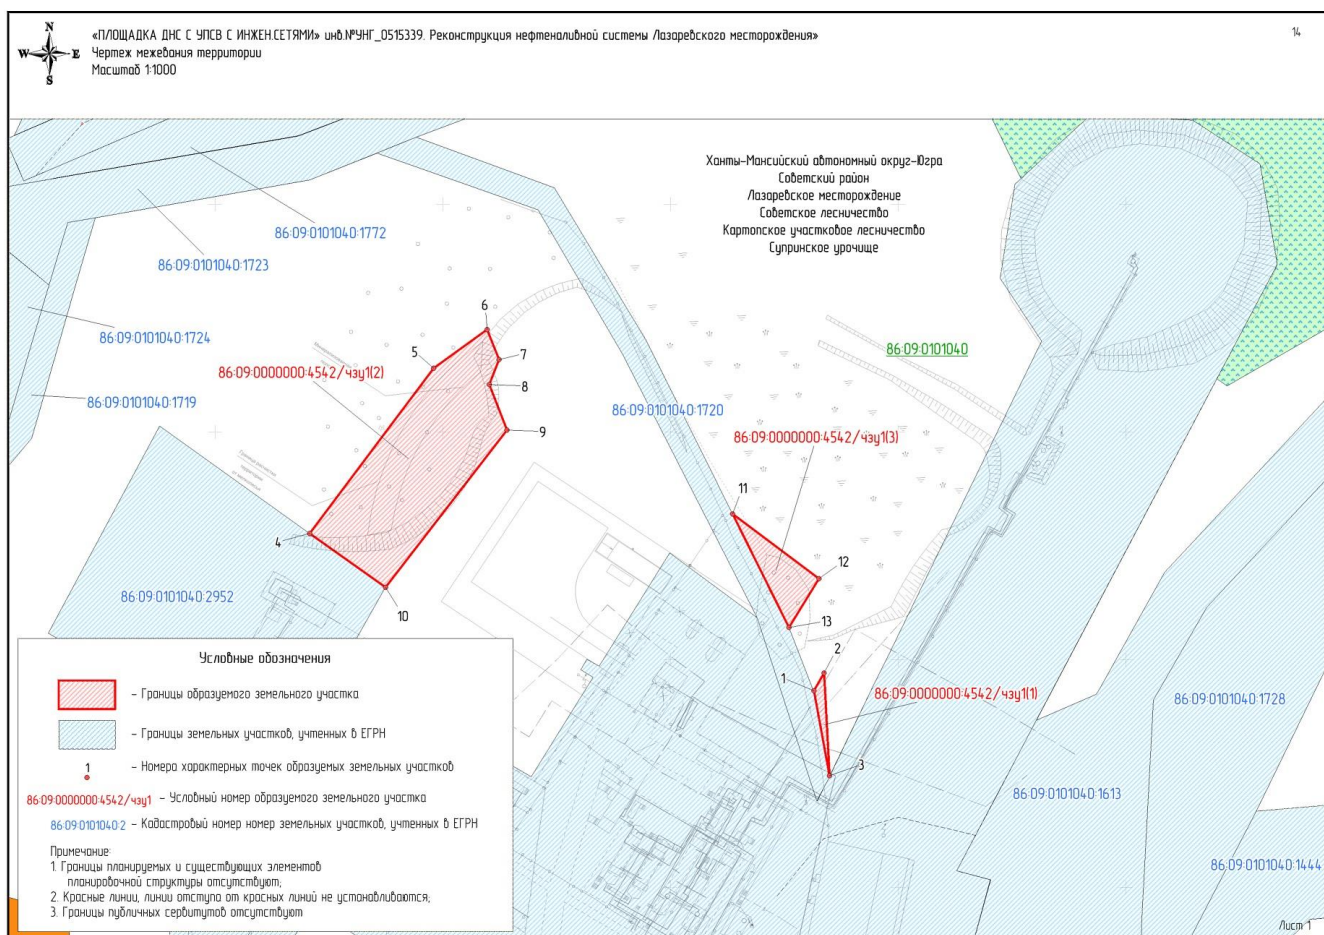 N
W E
S
«ПЛОЩАДКА ДНС С УПСВ С ИНЖЕН.СЕТЯМИ» инв.№УНГ_0515339. Реконструкция нефтеналивной системы Лазаревского месторождения»
Чертеж межевания территории
Масштаб 1:1000
14
Ханты-Мансийский автономный округ-Югра
Советский район
Лазаревское месторождение
Советское лесничество
Картопское участковое лесничество
Супринское урочище
86:09:0101040:1772
86:09:0101040:1723
86:09:0101040:1724
86:09:0101040:1719
86:09:0000000:4542/чзу1(2)
86:09:0101040:1720
86:09:0101040
86:09:0000000:4542/чзу1(3)
86:09:0101040:2952
86:09:0000000:4542/чзу1(1)
86:09:0101040:1728
86:09:0101040:1613
86:09:0101040:1444
6
5
7
8
9
4
10
11
12
13
2
1
3
Условные обозначения
– Границы образуемого земельного участка
– Границы земельных участков, учтенных в ЕГРН
1 – Номера характерных точек образуемых земельных участков
86:09:0000000:4542/чзу1 – Условный номер образуемого земельного участка
86:09:0101040:2 – Кадастровый номер номер земельных участков, учтенных в ЕГРН
Примечание:
1. Границы планируемых и существующих элементов
планировочной структуры отсутствуют;
2. Красные линии, линии отступа от красных линий не устанавливаются;
3. Границы публичных сервитутов отсутствуют
Лист 1